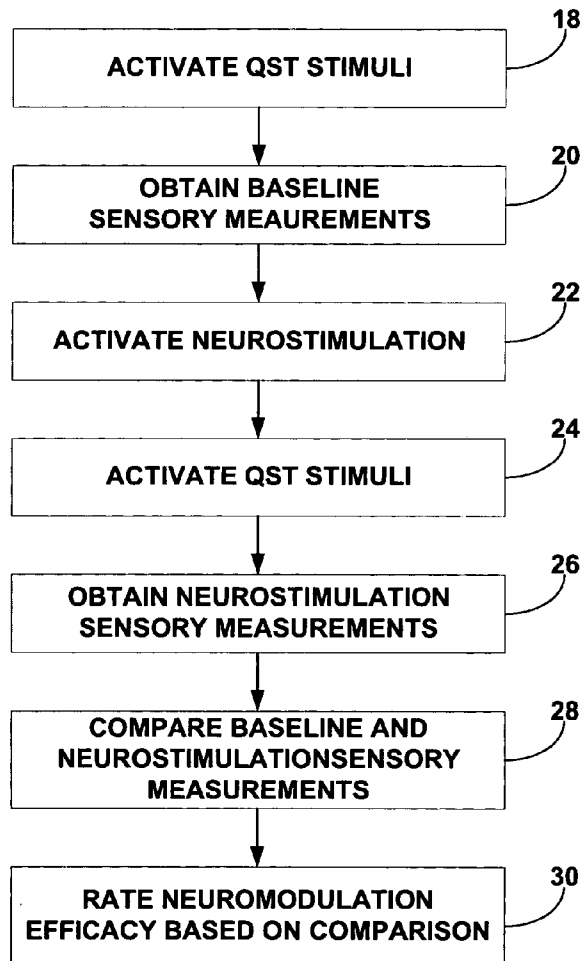 18
ACTIVATE QST STIMULI
20
OBTAIN BASELINE
SENSORY MEAUREMENTS
22
ACTIVATE NEUROSTIMULATION
24
ACTIVATE QST STIMULI
26
OBTAIN NEUROSTIMULATION
SENSORY MEASUREMENTS
28
COMPARE BASELINE AND
NEUROSTIMULATIONSENSORY
MEASUREMENTS
30
RATE NEUROMODULATION
EFFICACY BASED ON COMPARISON